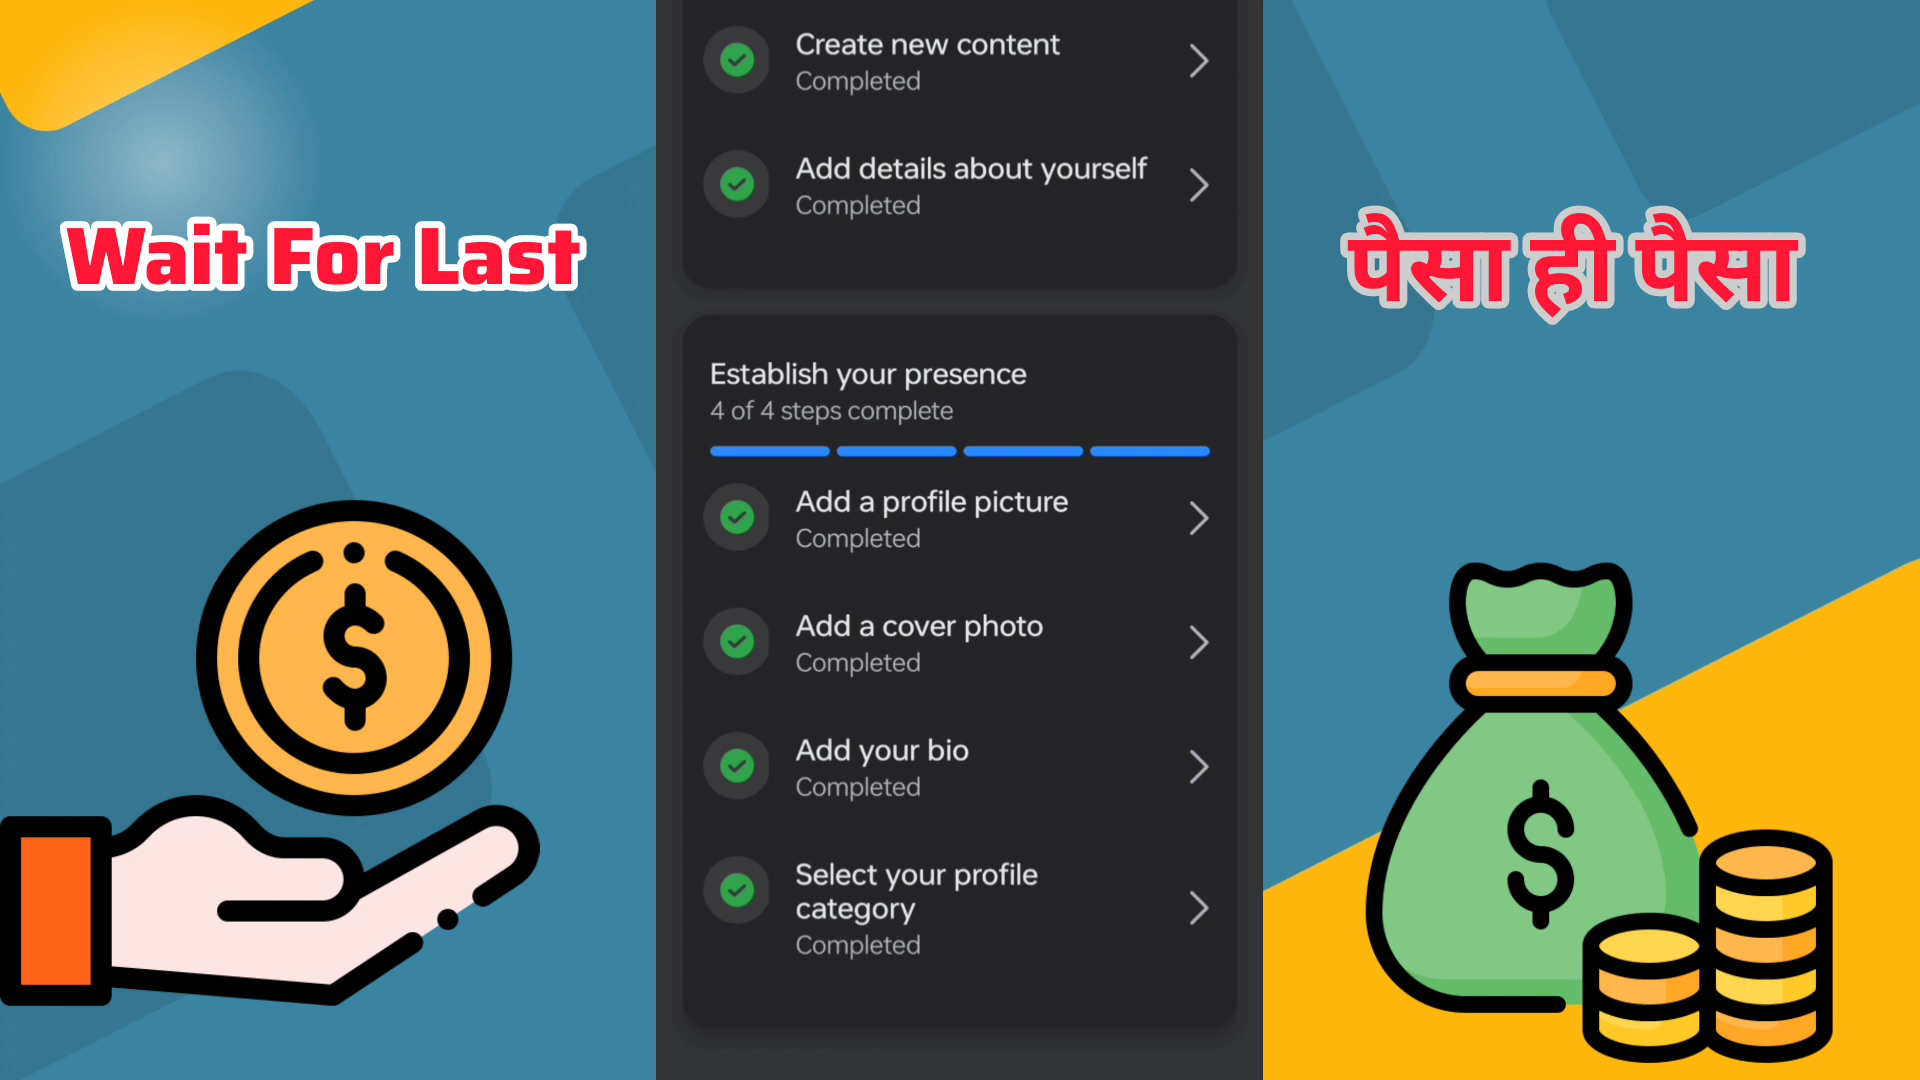 Create new content
Completed
Add details about yourself
Completed
Wait For Last
पैसा ही पैसा
Establish your presence
4 of 4 steps complete
Add a profile picture
Completed
Add a cover photo
Completed
Add your bio
Completed
Select your profile
category
Completed
$
$